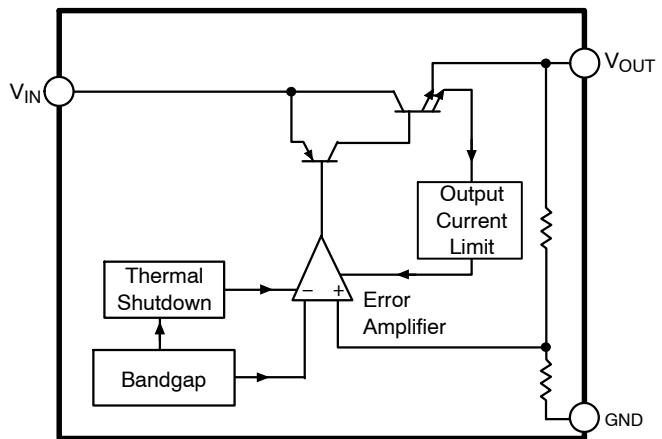 VIN
VOUT
Output
Current
Limit
Thermal
Shutdown
− +
Error
Amplifier
Bandgap
GND